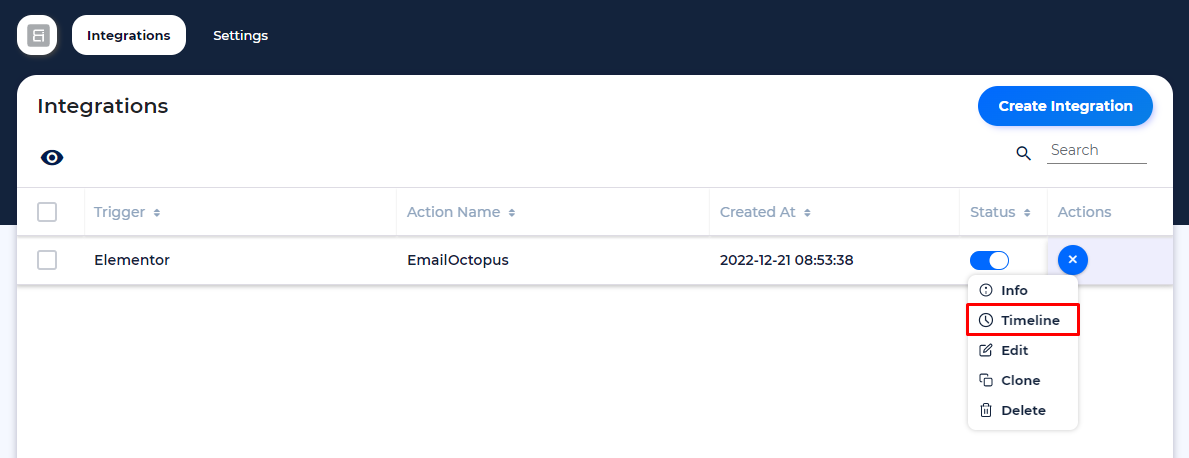 Integrations
Settings
Integrations
Create Integration
Search
Trigger Action Name Created At Status Actions
Elementor EmailOctopus 2022-12-21 08:53:38
Info
Timeline
Edit
Clone
Delete